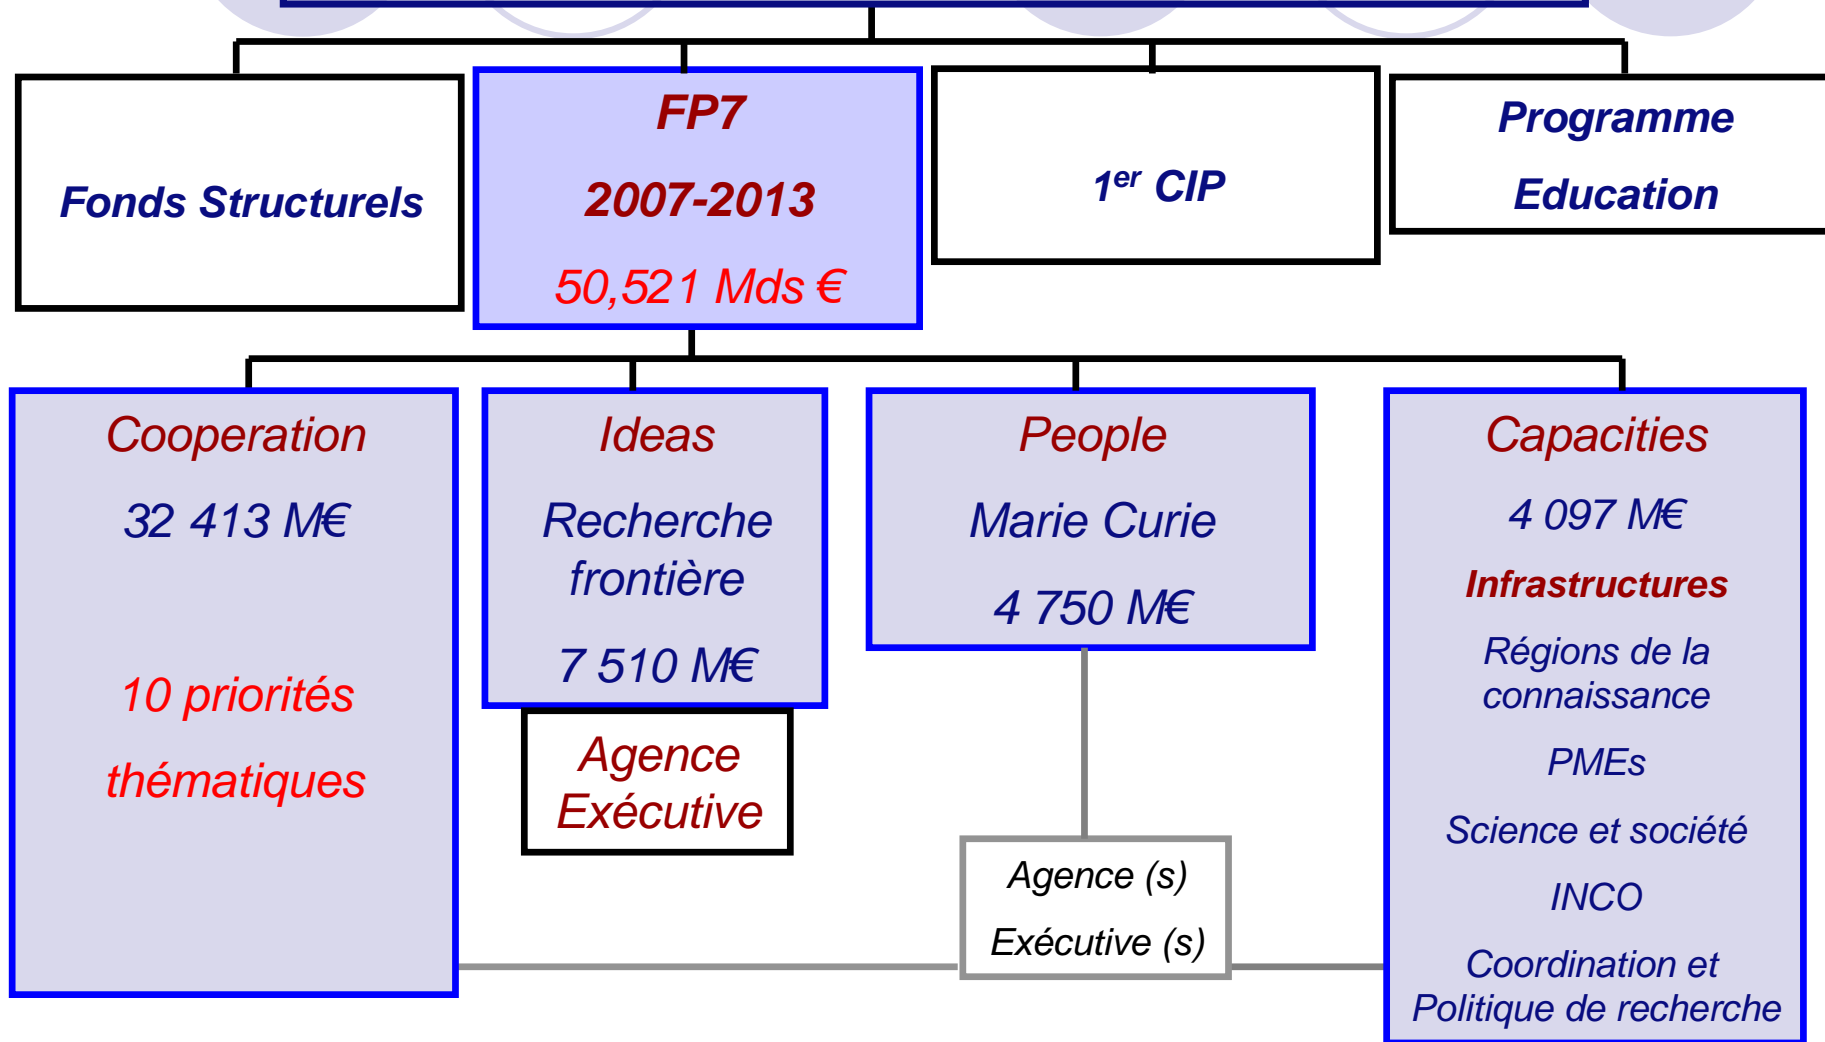 Fonds Structurels
FP7
2007-2013
50,521 Mds €
1er CIP
Programme
Education
Cooperation
32 413 M€
10 priorités
thématiques
Ideas
Recherche
frontière
7 510 M€
Agence
Exécutive
People
Marie Curie
4 750 M€
Agence (s)
Exécutive (s)
Capacities
4 097 M€
Infrastructures
Régions de la
connaissance
PMEs
Science et société
INCO
Coordination et
Politique de recherche